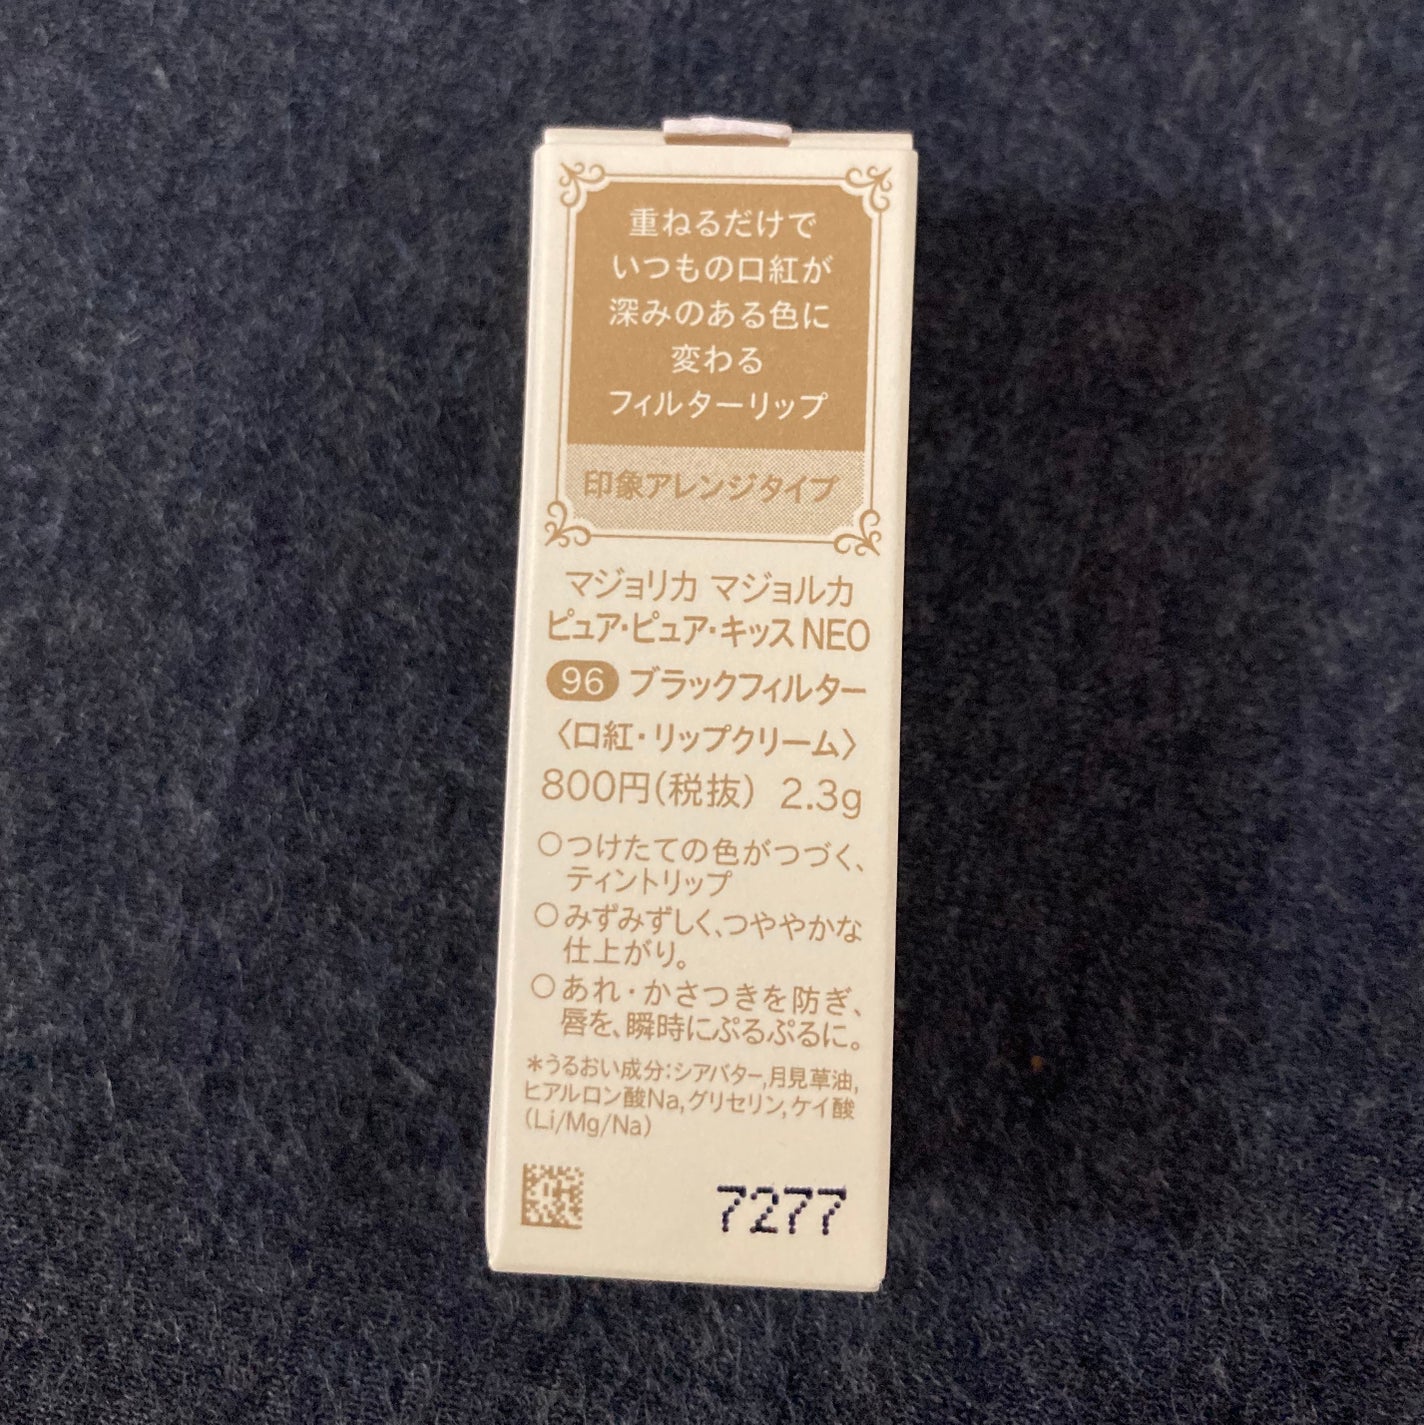 重ねるだけで
いつもの口紅が
深みのある色に
変わる
フィルターリップ
印象アレンジタイプ
マジョリカ マジョルカ
ピュア・ピュア・キッス NEO
96 ブラックフィルター
〈口紅・リップクリーム〉
800円(税抜) 2.3g
○つけたての色がつづく、
ティントリップ
○みずみずしく、つややかな
仕上がり。
○あれ・かさつきを防ぎ、
唇を、瞬時にぷるぷるに。
*うるおい成分:シアバター,月見草油,
ヒアルロン酸Na,グリセリン,ケイ酸
(Li/Mg/Na)
7277